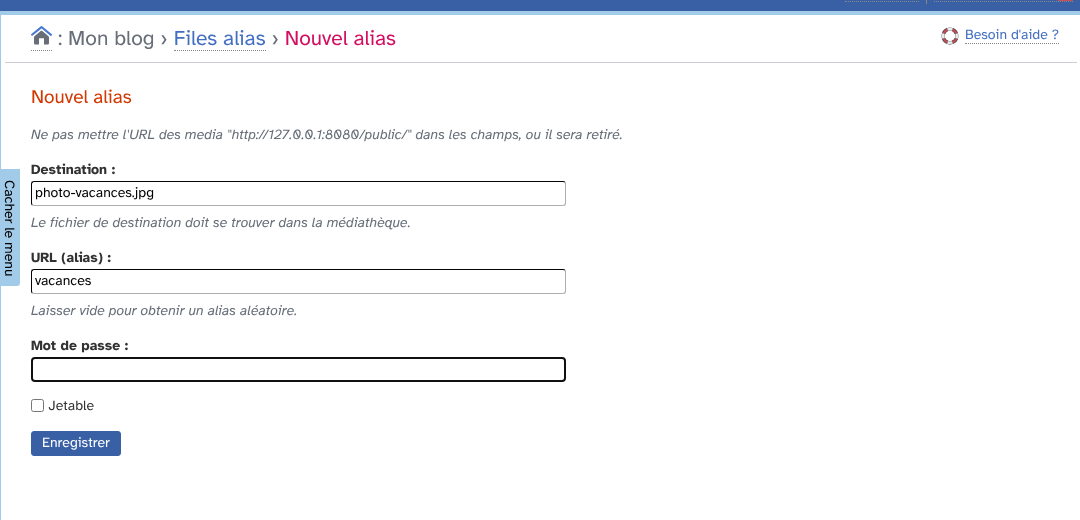 : Mon blog › Files alias › Nouvel alias
Besoin d'aide ?
Nouvel alias
Ne pas mettre l'URL des media "http://127.0.0.1:8080/public/" dans les champs, ou il sera retiré.
Destination :
photo-vacances.jpg
Le fichier de destination doit se trouver dans la médiathèque.
Cacher le menu
URL (alias) :
vacances
Laisser vide pour obtenir un alias aléatoire.
Mot de passe :
Jetable
Enregistrer